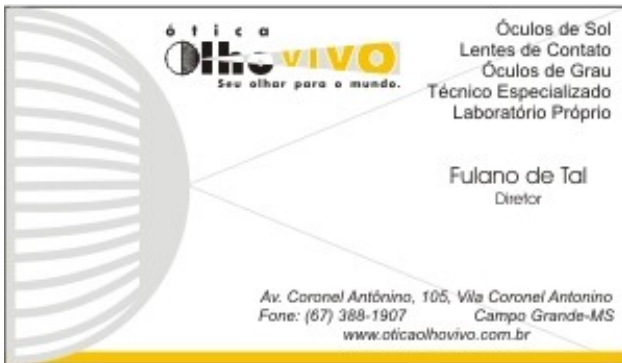 ótica
Olho VIVO
Seu olhar para o mundo.
Óculos de Sol
Lentes de Contato
Óculos de Grau
Técnico Especializado
Laboratório Próprio
Fulano de Tal
Diretor
Av. Coronel Antônino, 105, Vila Coronel Antonino
Fone: (67) 388-1907 Campo Grande-MS
www.oticaolhovivo.com.br